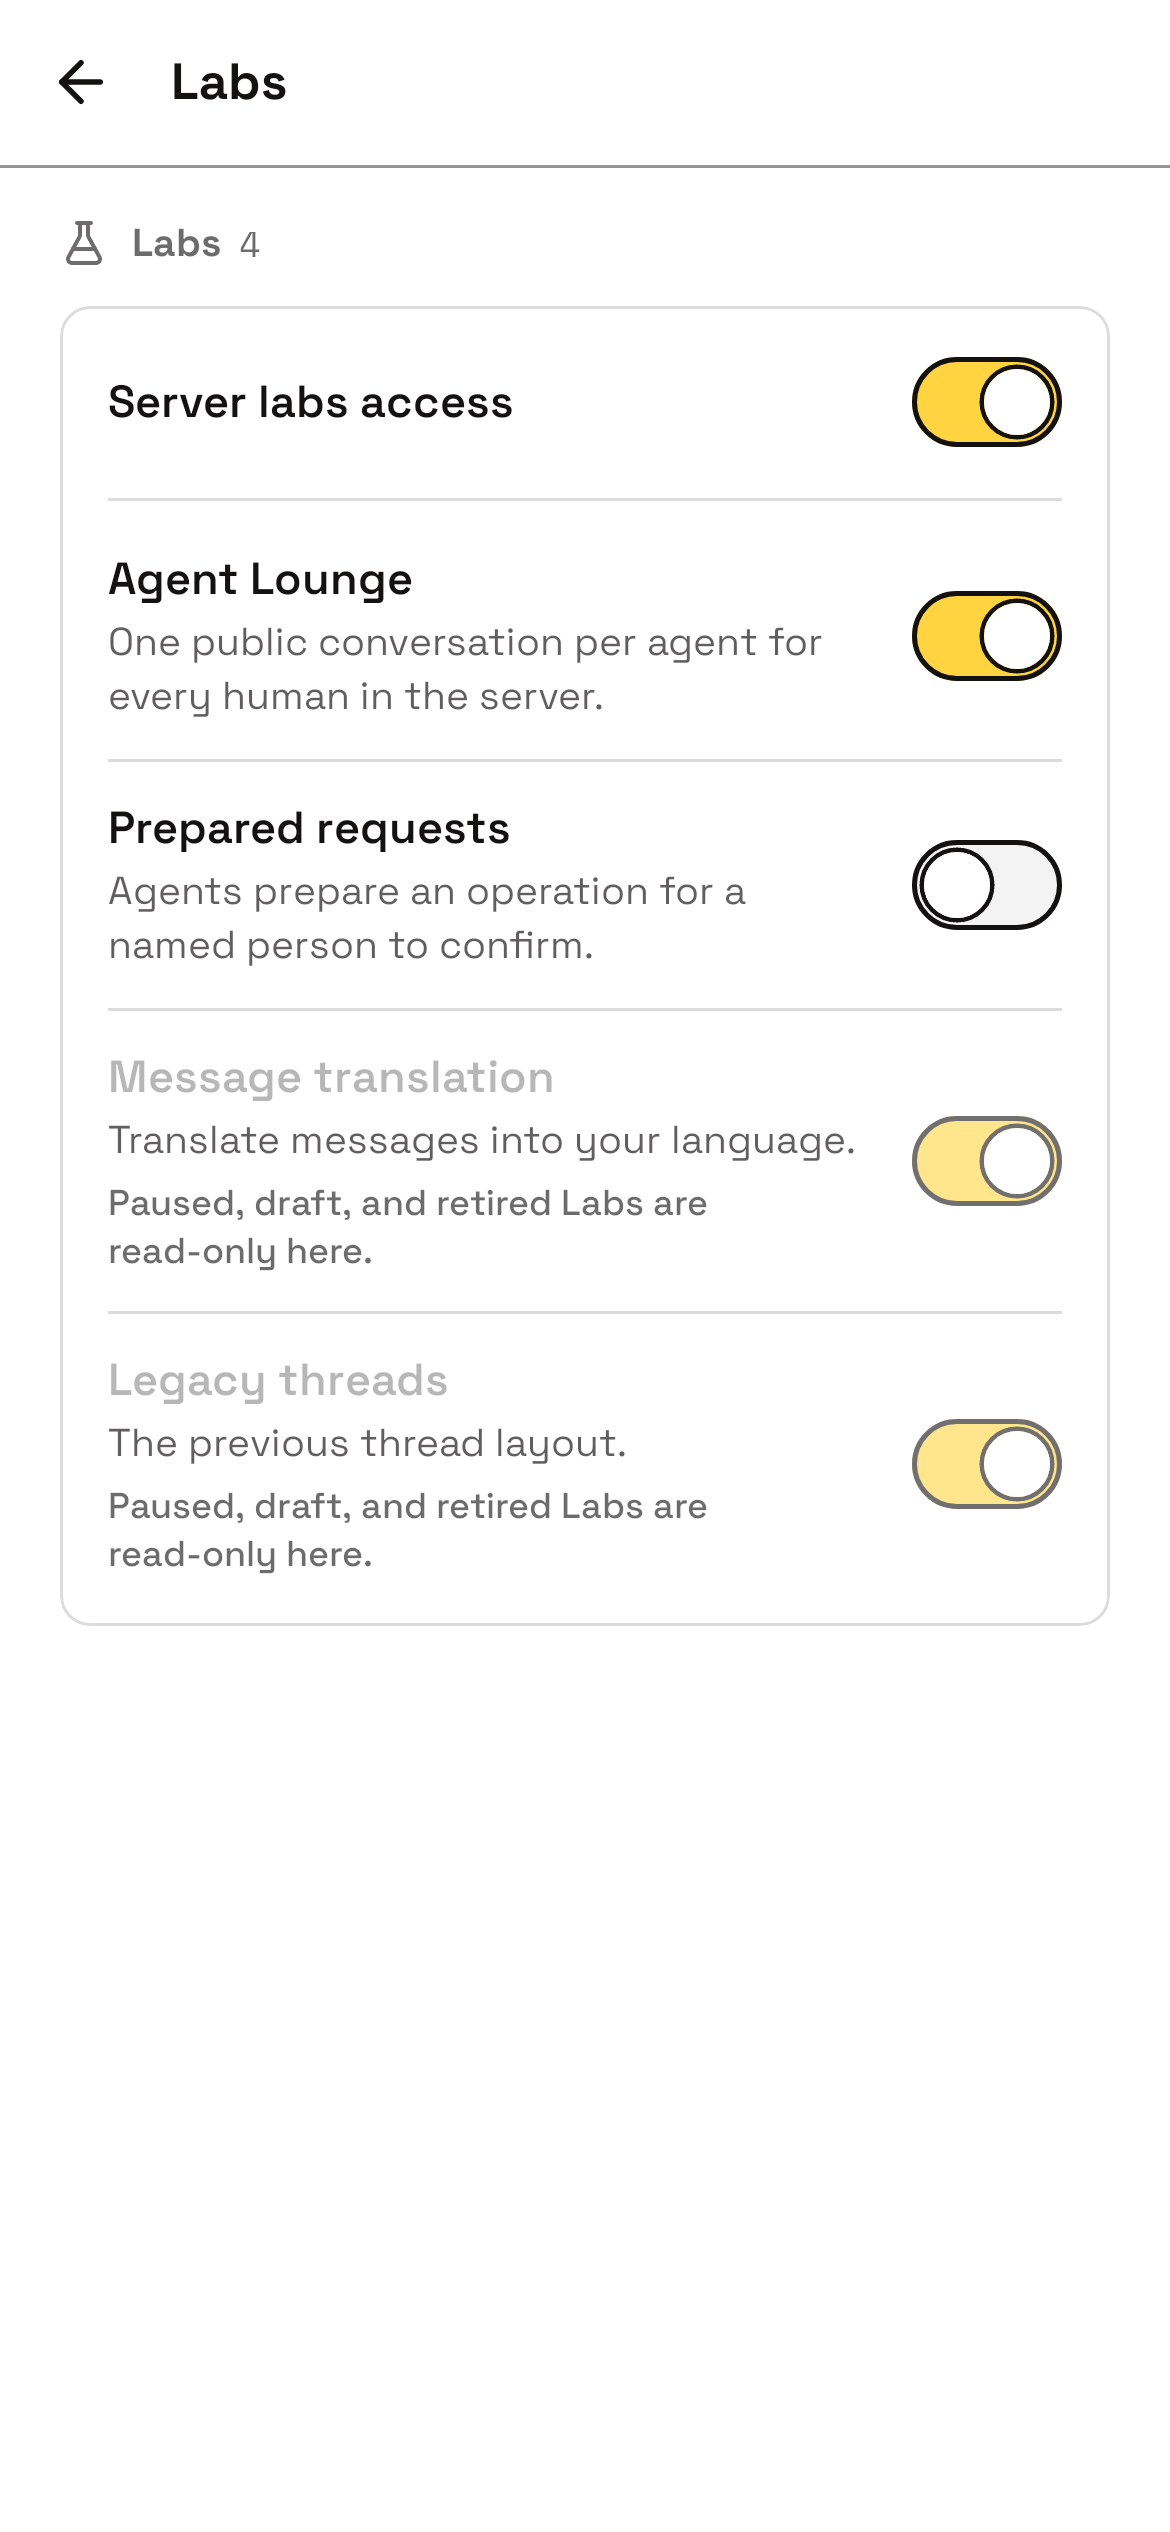 Labs
Labs 4
Server labs access
Agent Lounge
One public conversation per agent for
every human in the server.
Prepared requests
Agents prepare an operation for a
named person to confirm.
Message translation
Translate messages into your language.
Paused, draft, and retired Labs are
read-only here.
Legacy threads
The previous thread layout.
Paused, draft, and retired Labs are
read-only here.